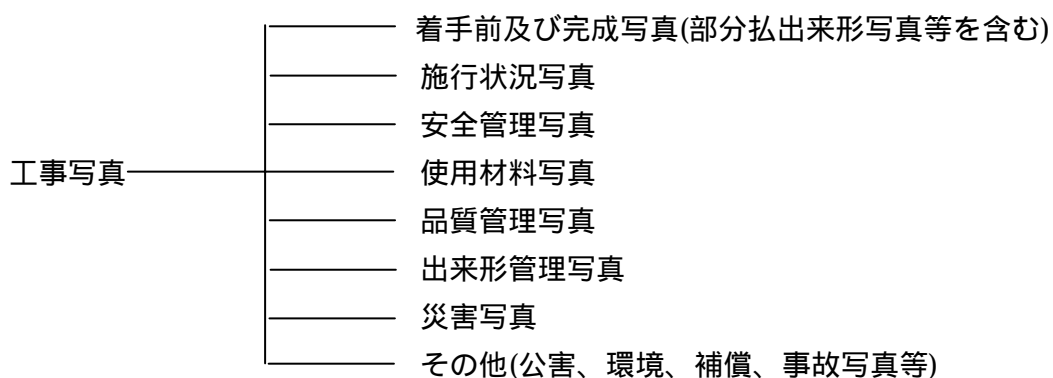 着手前及び完成写真(部分払出来形写真等を含む)
施行状況写真
安全管理写真
工事写真
使用材料写真
品質管理写真
出来形管理写真
災害写真
その他(公害、環境、補償、事故写真等)